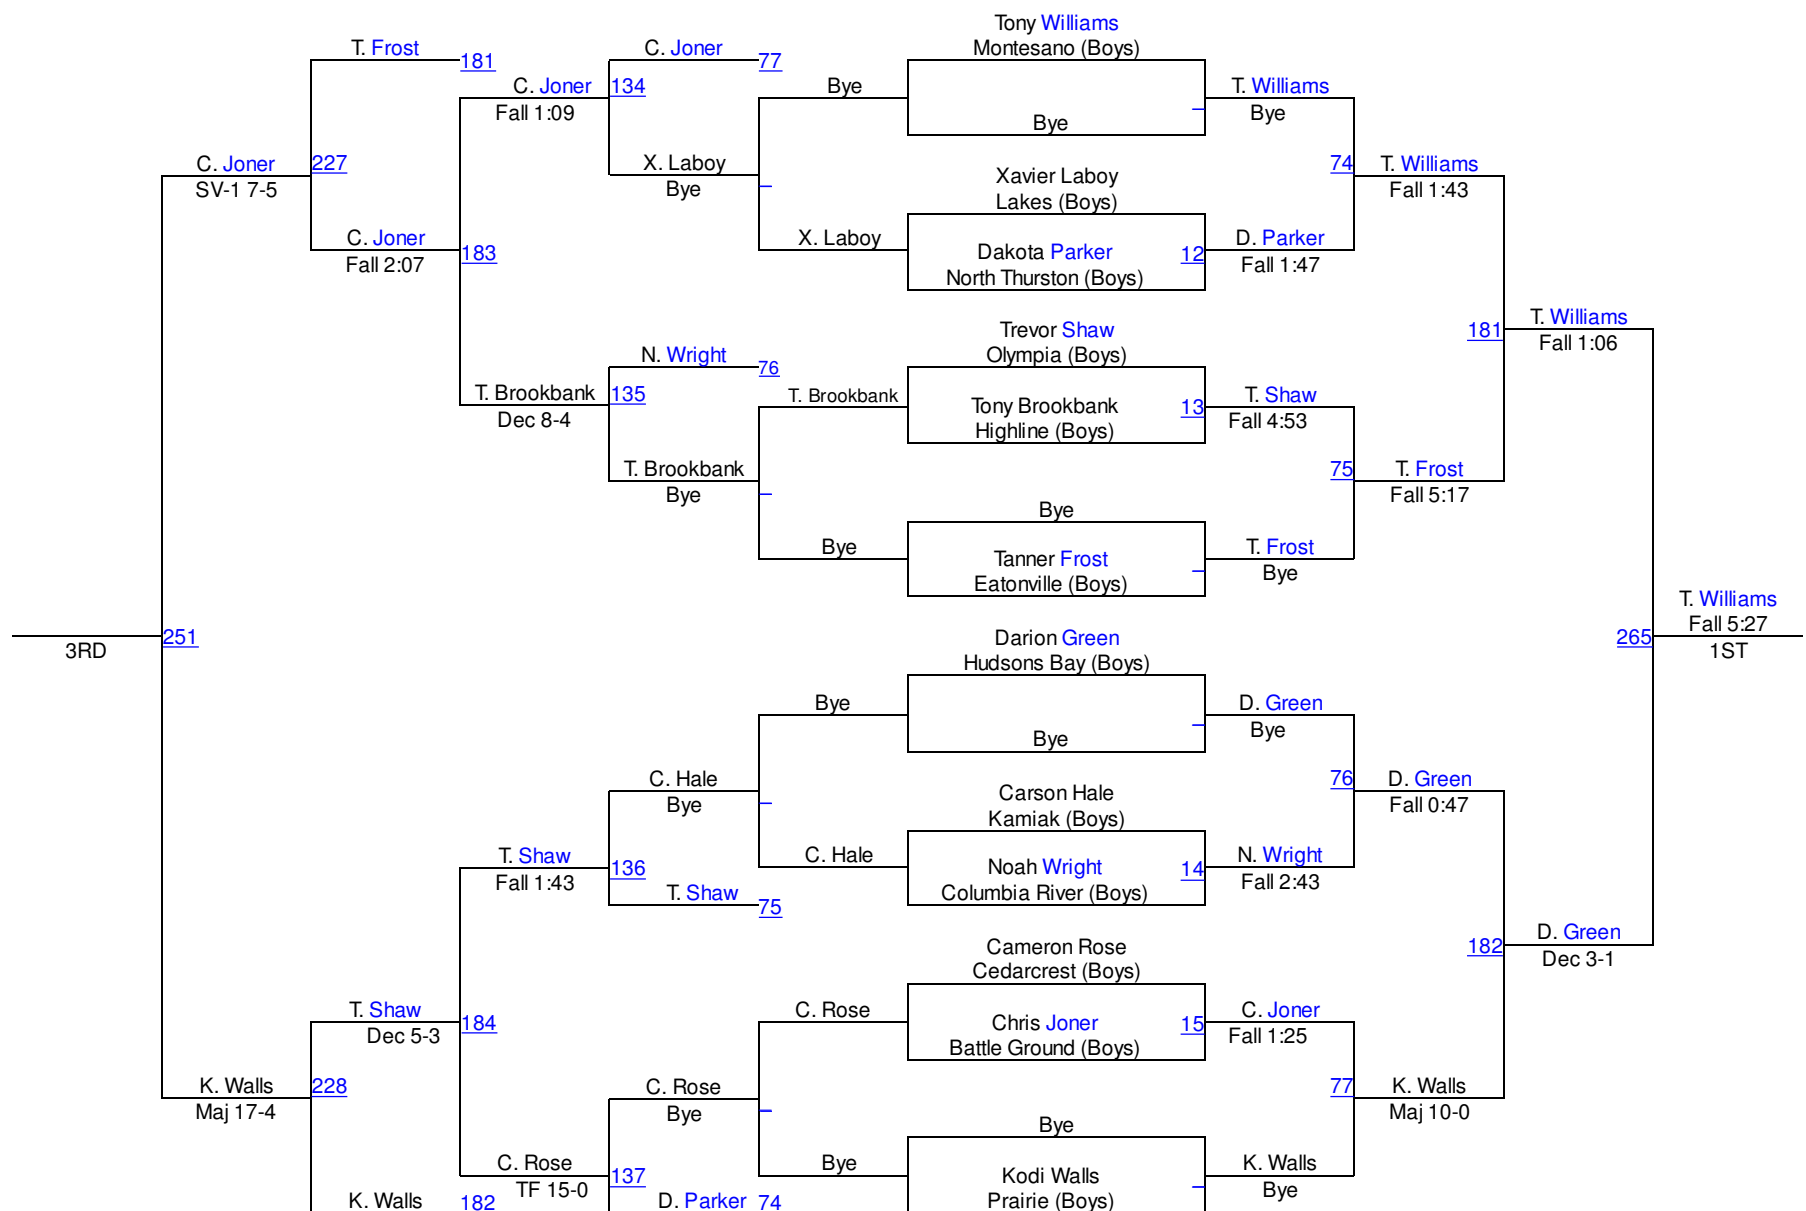 Tony Williams
Montesano (Boys)
T. Frost
181
C. Joner
77
C. Joner
134
Fall 1:09
Bye
T. Williams
Bye
Bye
C. Joner
227
SV-1 7-5
X. Laboy
Bye
74
T. Williams
Fall 1:43
Xavier Laboy
Lakes (Boys)
C. Joner
183
Fall 2:07
X. Laboy
Dakota Parker
12
North Thurston (Boys)
D. Parker
Fall 1:47
Trevor Shaw
Olympia (Boys)
181
T. Williams
Fall 1:06
N. Wright
76
T. Brookbank
135
Dec 8-4
T. Brookbank
Tony Brookbank
13
Highline (Boys)
T. Shaw
Fall 4:53
T. Brookbank
Bye
75
T. Frost
Fall 5:17
Bye
Bye
Tanner Frost
Eatonville (Boys)
T. Frost
Bye
T. Williams
Fall 5:27
265
1ST
251
3RD
Darion Green
Hudsons Bay (Boys)
Bye
D. Green
Bye
Bye
C. Hale
Bye
76
D. Green
Fall 0:47
Carson Hale
Kamiak (Boys)
T. Shaw
136
Fall 1:43
C. Hale
Noah Wright
14
Columbia River (Boys)
N. Wright
Fall 2:43
T. Shaw
75
Cameron Rose
Cedarcrest (Boys)
182
D. Green
Dec 3-1
T. Shaw
184
Dec 5-3
C. Rose
Chris Joner
15
Battle Ground (Boys)
C. Joner
Fall 1:25
K. Walls
228
Maj 17-4
C. Rose
Bye
77
K. Walls
Maj 10-0
Bye
C. Rose
137
TF 15-0
Bye
Kodi Walls
Prairie (Boys)
K. Walls
Bye
K. Walls
182
D. Parker
74